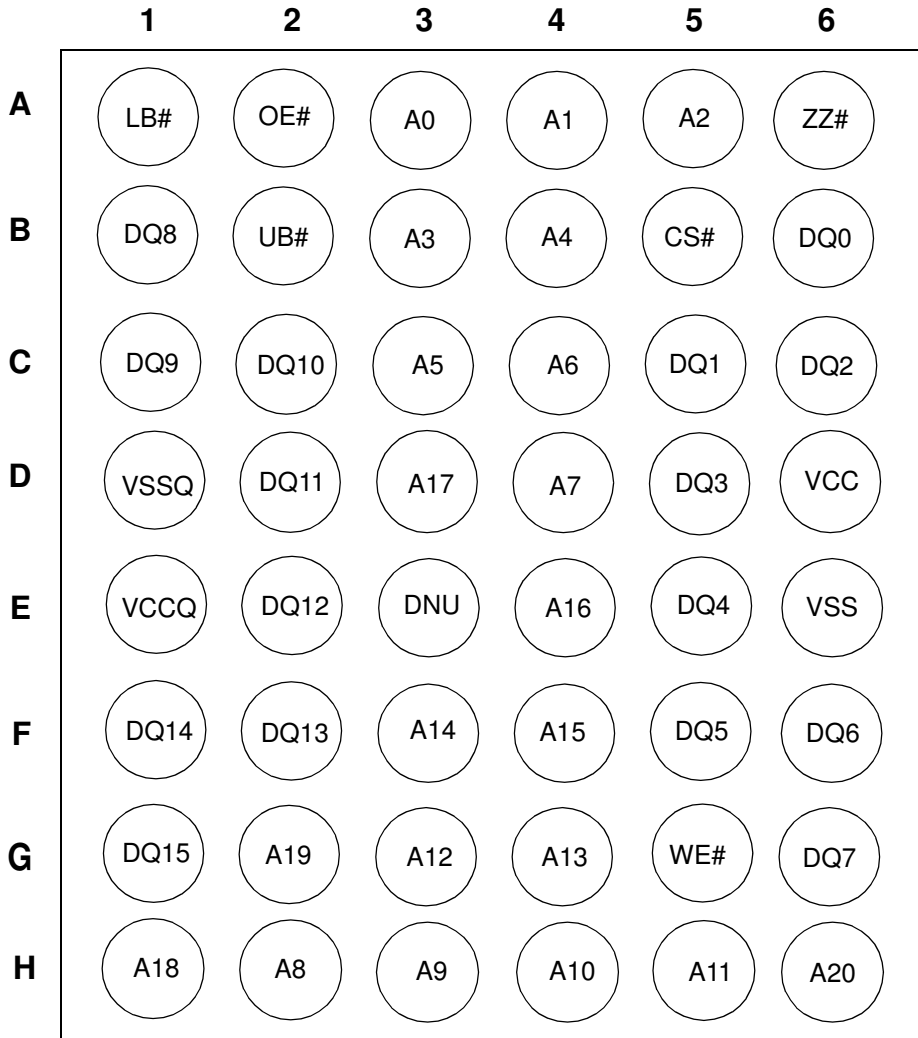 1 2 3 4 5 6
A LB# OE# A0 A1 A2 ZZ#
B DQ8 UB# A3 A4 CS# DQ0
C DQ9 DQ10 A5 A6 DQ1 DQ2
D VSSQ DQ11 A17 A7 DQ3 VCC
E VCCQ DQ12 DNU A16 DQ4 VSS
F DQ14 DQ13 A14 A15 DQ5 DQ6
G DQ15 A19 A12 A13 WE# DQ7
H A18 A8 A9 A10 A11 A20